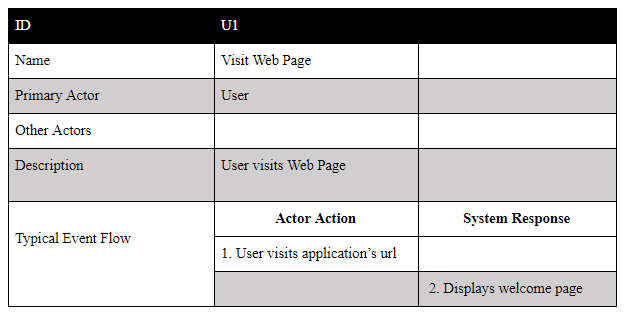 ID U1
Name Visit Web Page
Primary Actor User
Other Actors
Description User visits Web Page
Actor Action System Response
Typical Event Flow
1. User visits application’s url
2. Displays welcome page